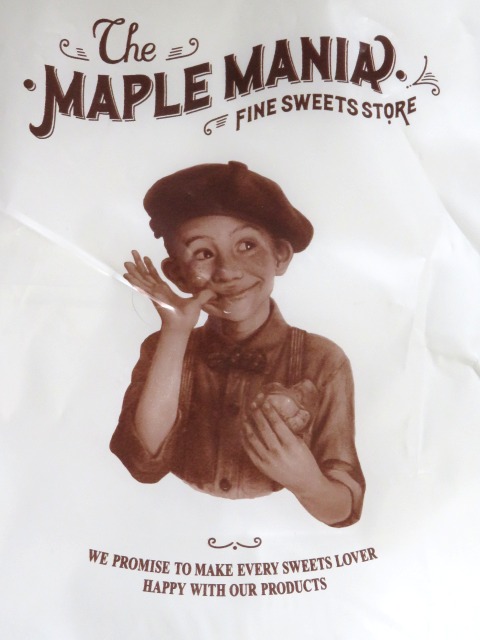 The
MAPLE MANIA
FINE SWEETS STORE
WE PROMISE TO MAKE EVERY SWEETS LOVER
HAPPY WITH OUR PRODUCTS